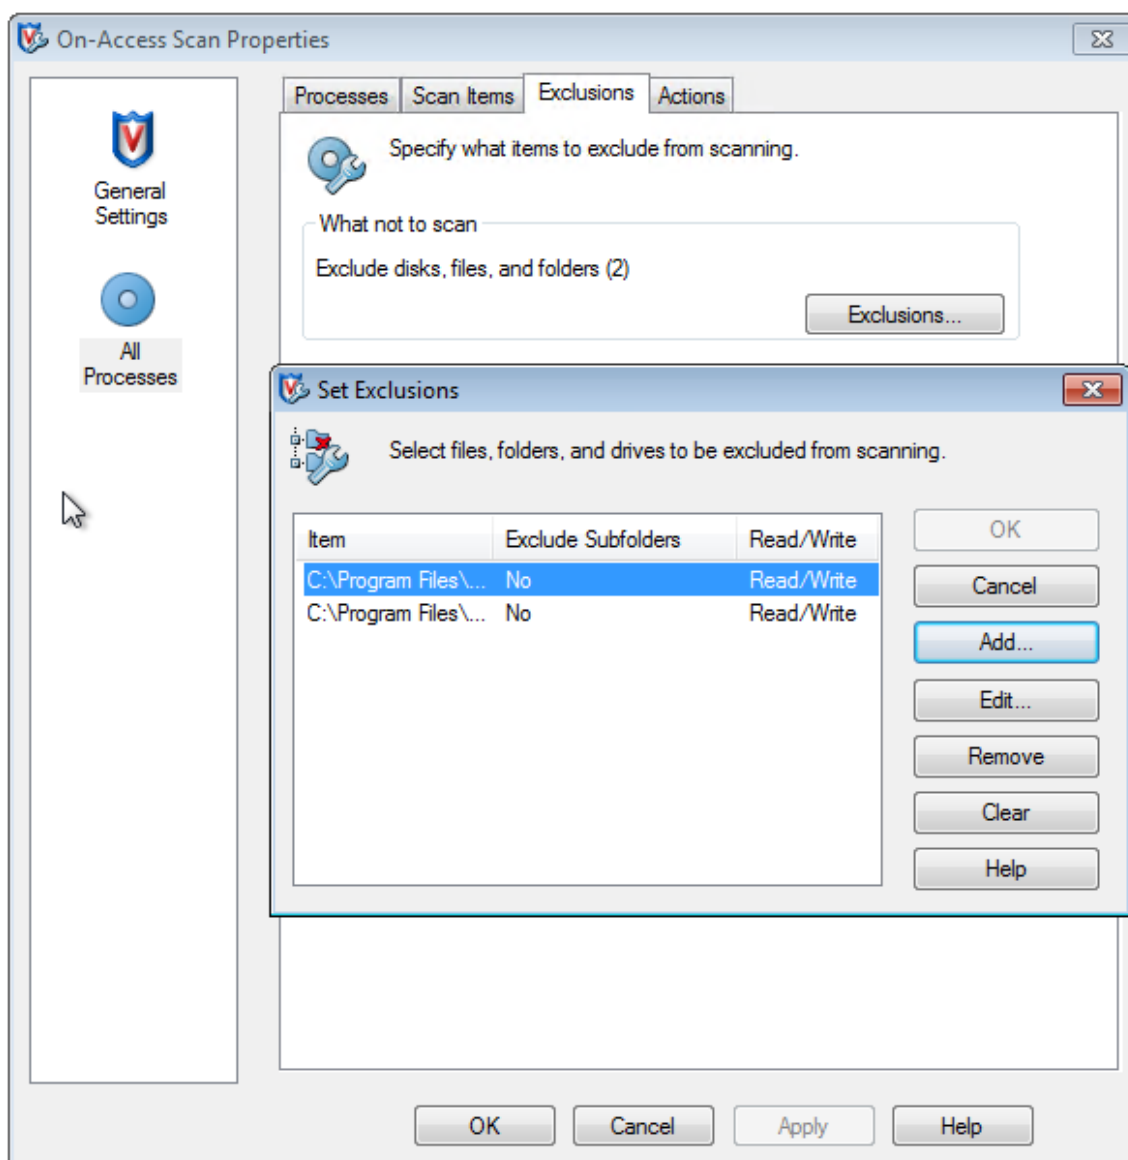 On-Access Scan Properties
General
Settings
All
Processes
Processes Scan Items Exclusions Actions
Specify what items to exclude from scanning.
What not to scan
Exclude disks, files, and folders (2)
Exclusions...
Set Exclusions
Select files, folders, and drives to be excluded from scanning.
Item Exclude Subfolders Read/Write
C:\Program Files\... No Read/Write
C:\Program Files\... No Read/Write
OK
Cancel
Add...
Edit...
Remove
Clear
Help
OK Cancel Apply Help